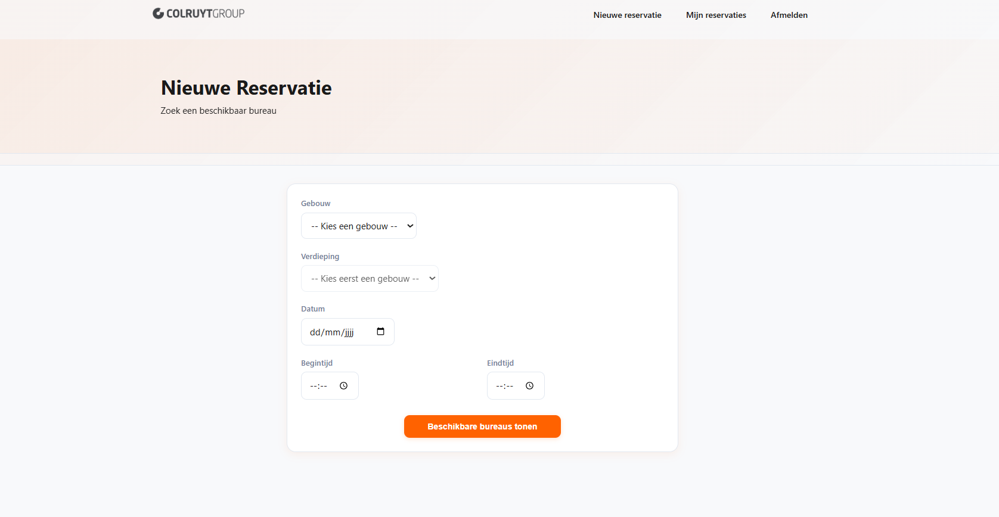 COLRUYTGROUP
Nieuwe reservatie Mijn reservaties Afmelden
Nieuwe Reservatie
Zoek een beschikbaar bureau
Gebouw
-- Kies een gebouw --
Verdieping
-- Kies eerst een gebouw --
Datum
dd/mm/jjjj
Begintijd Eindtijd
--:-- --:--
Beschikbare bureaus tonen